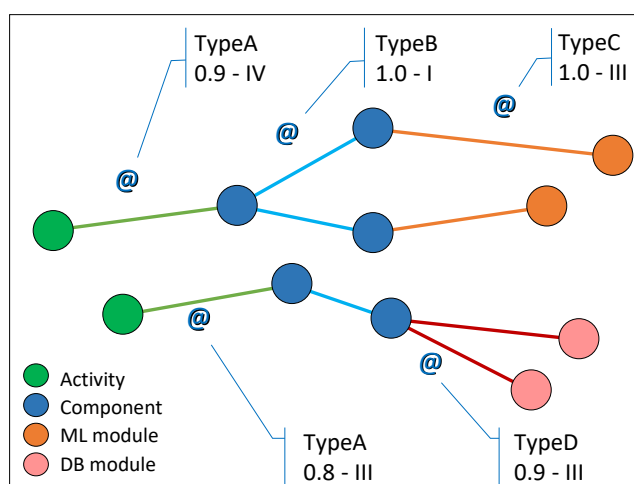 TypeA
0.9 - IV
TypeB
1.0 - I
TypeC
1.0 - III
@
@
@
@
@
Activity
Component
ML module
DB module
TypeA
0.8 - III
TypeD
0.9 - III